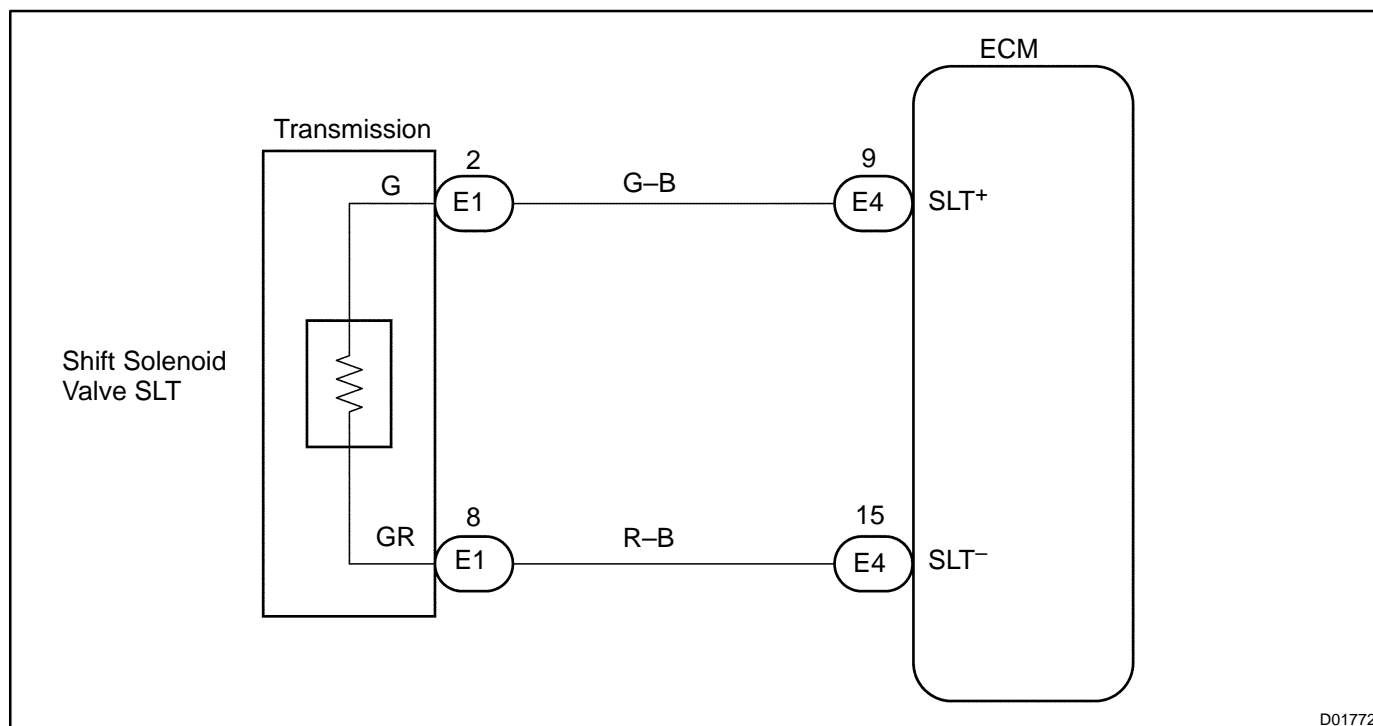 ECM
Transmission
2
9
G
G–B
E1
E4
SLT+
Shift Solenoid
Valve SLT
8
15
GR
R–B
E1
E4
SLT–
D01772